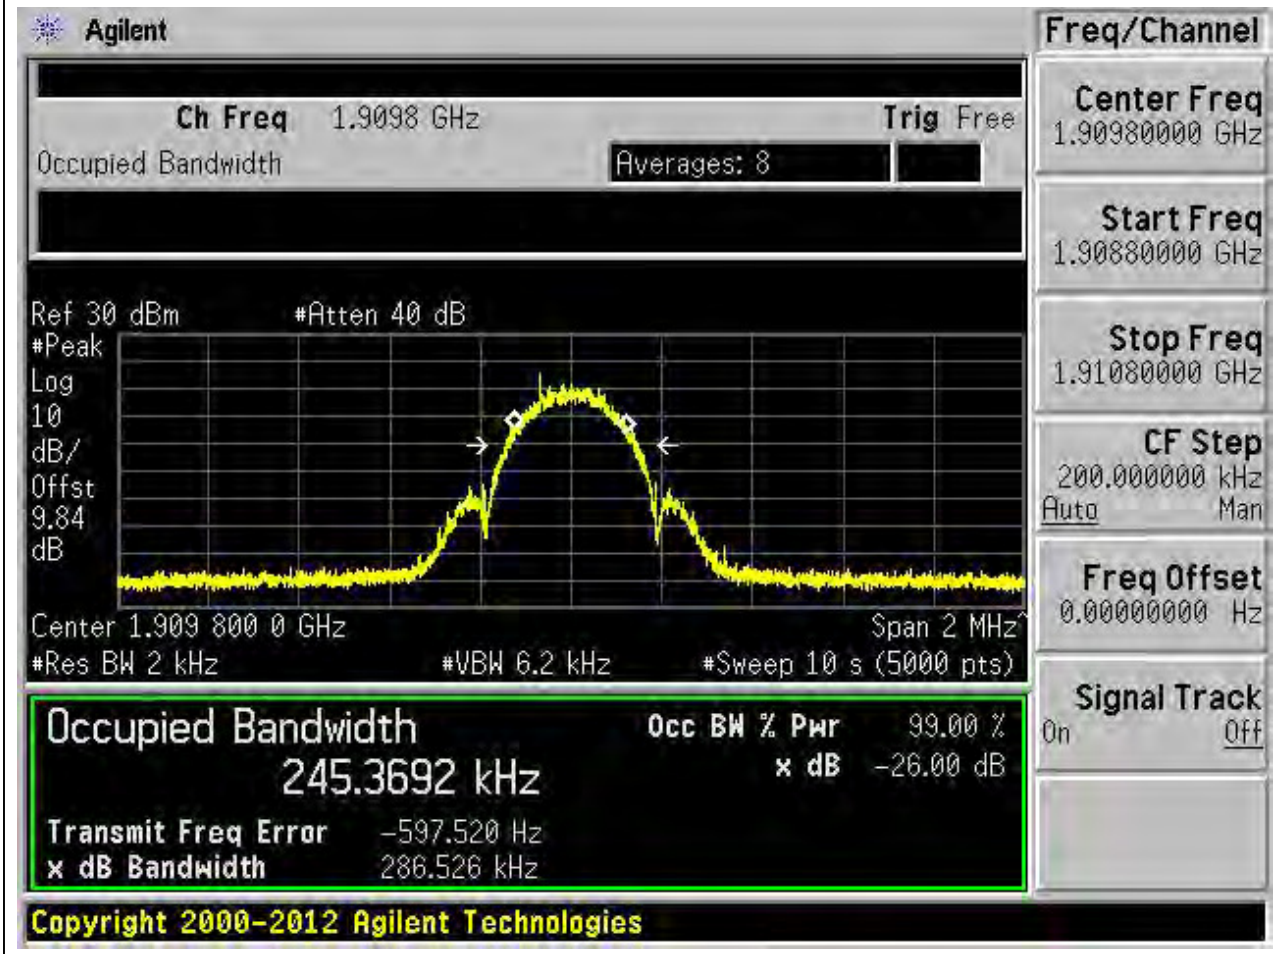 Agilent
Freq/Channel
Ch Freq 1.9098 GHz Trig Free
Occupied Bandwidth Averages: 8
Center Freq
1.90980000 GHz
Start Freq
1.90880000 GHz
Stop Freq
1.91080000 GHz
CF Step
200.000000 kHz
Auto Man
Freq Offset
0.00000000 Hz
Signal Track
On Off
Ref 30 dBm #Atten 40 dB
#Peak
Log
10
dB/
Offst
9.84
dB
Center 1.909 800 0 GHz Span 2 MHz^
#Res BW 2 kHz #VBW 6.2 kHz #Sweep 10 s (5000 pts)
Occupied Bandwidth Occ BW % Pwr 99.00 %
245.3692 kHz x dB -26.00 dB
Transmit Freq Error -597.520 Hz
x dB Bandwidth 286.526 kHz
Copyright 2000-2012 Agilent Technologies